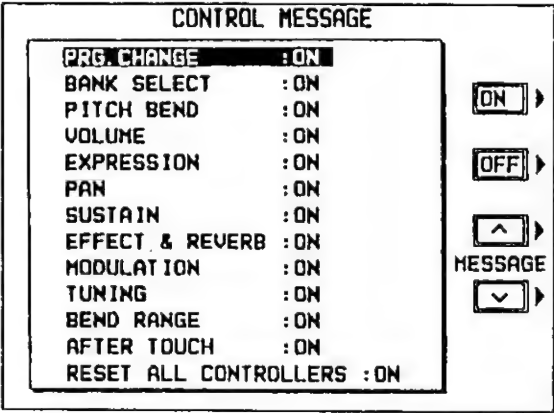 CONTROL MESSAGE
PRG.CHANGE :ON
BANK SELECT :ON
PITCH BEND :ON
VOLUME :ON
EXPRESSION :ON
PAN :ON
SUSTAIN :ON
EFFECT & REVERB :ON
MODULATION :ON
TUNING :ON
BEND RANGE :ON
AFTER TOUCH :ON
RESET ALL CONTROLLERS :ON
ON
OFF
MESSAGE